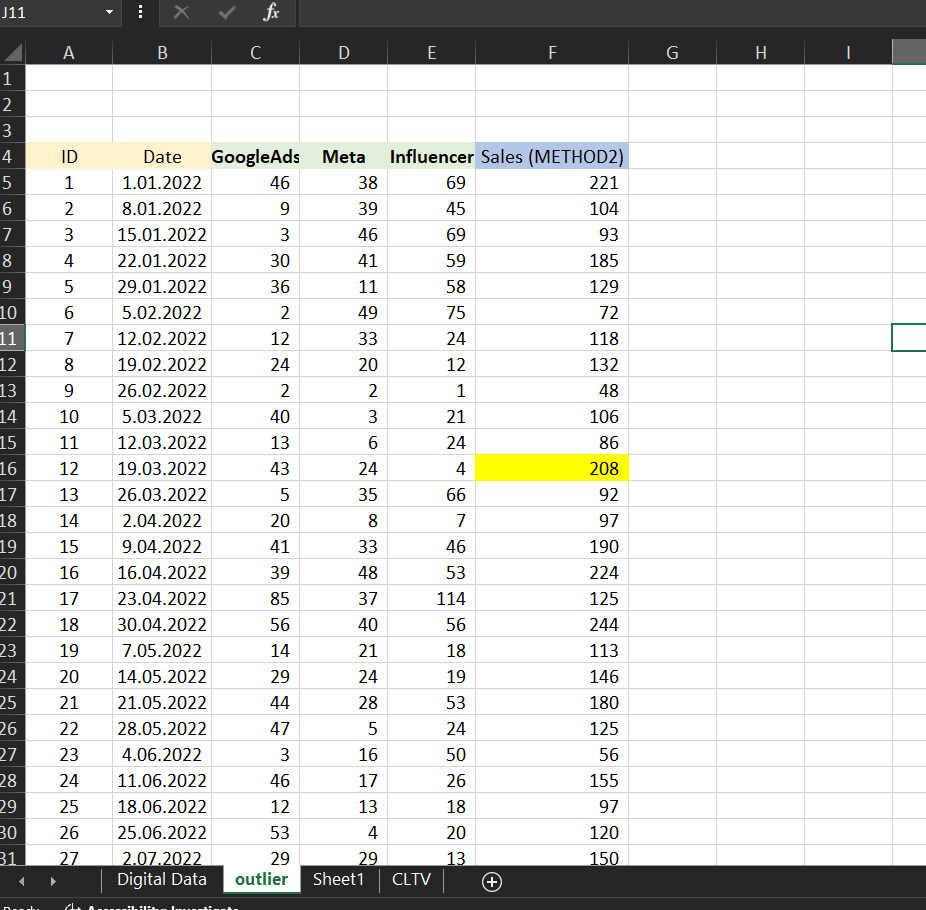 J11 fx
A B C D E F G H I
1
2
3
4 ID Date GoogleAds Meta Influencer Sales (METHOD2)
5 1 1.01.2022 46 38 69 221
6 2 8.01.2022 9 39 45 104
7 3 15.01.2022 3 46 69 93
8 4 22.01.2022 30 41 59 185
9 5 29.01.2022 36 11 58 129
10 6 5.02.2022 2 49 75 72
11 7 12.02.2022 12 33 24 118
12 8 19.02.2022 24 20 12 132
13 9 26.02.2022 2 2 1 48
14 10 5.03.2022 40 3 21 106
15 11 12.03.2022 13 6 24 86
16 12 19.03.2022 43 24 4 208
17 13 26.03.2022 5 35 66 92
18 14 2.04.2022 20 8 7 97
19 15 9.04.2022 41 33 46 190
20 16 16.04.2022 39 48 53 224
21 17 23.04.2022 85 37 114 125
22 18 30.04.2022 56 40 56 244
23 19 7.05.2022 14 21 18 113
24 20 14.05.2022 29 24 19 146
25 21 21.05.2022 44 28 53 180
26 22 28.05.2022 47 5 24 125
27 23 4.06.2022 3 16 50 56
28 24 11.06.2022 46 17 26 155
29 25 18.06.2022 12 13 18 97
30 26 25.06.2022 53 4 20 120
31 27 2.07.2022 29 29 13 150
Digital Data outlier Sheet1 CLTV
Ready Accessibility: Investigate